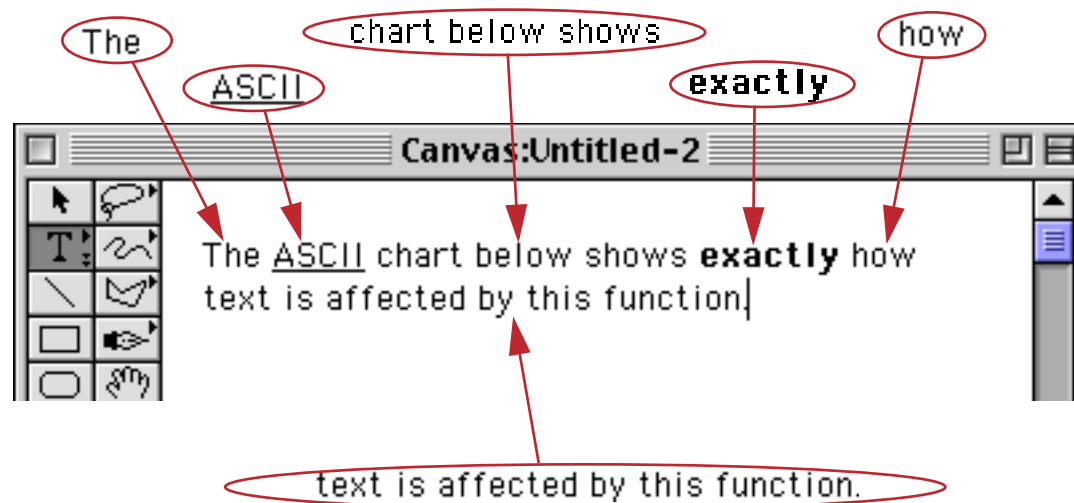 The
chart below shows
how
ASCII
exactly
Canvas:Untitled-2
T
The ASCII chart below shows exactly how
text is affected by this function.
text is affected by this function.